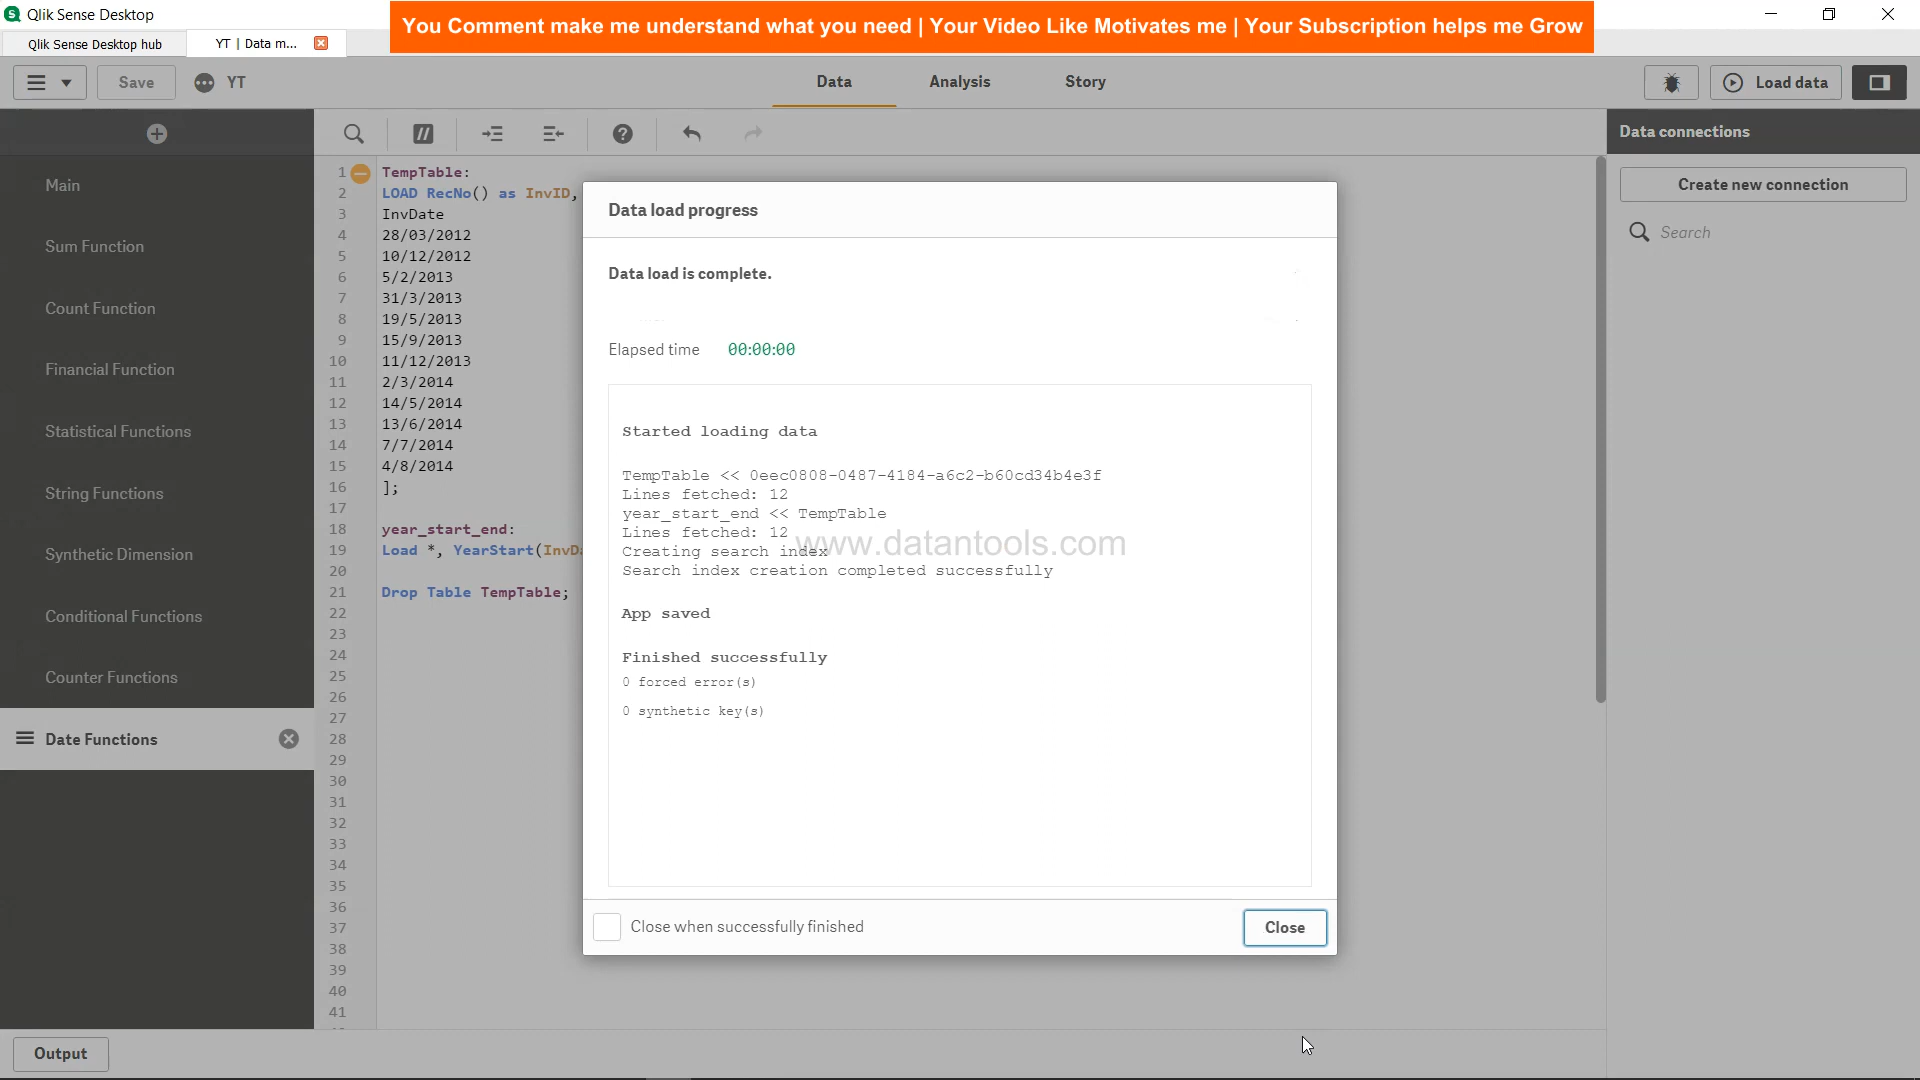 Qlik Sense Desktop
You Comment make me understand what you need | Your Video Like Motivates me | Your Subscription helps me Grow
Qlik Sense Desktop hub
YT | Data m...
Save
YT
Data
Analysis
Story
Load data
Main
Sum Function
Count Function
Financial Function
Statistical Functions
String Functions
Synthetic Dimension
Conditional Functions
Counter Functions
Date Functions
1 TempTable:
2 LOAD RecNo() as InvID,
3 InvDate
4 28/03/2012
5 10/12/2012
6 5/2/2013
7 31/3/2013
8 19/5/2013
9 15/9/2013
10 11/12/2013
11 2/3/2014
12 14/5/2014
13 13/6/2014
14 7/7/2014
15 4/8/2014
16 ];
17
18 year_start_end:
19 Load *, YearStart(InvDa
20
21 Drop Table TempTable;
22
23
24
25
26
27
28
29
30
31
32
33
34
35
36
37
38
39
40
41
Data load progress
Data load is complete.
Elapsed time 00:00:00
Started loading data
TempTable << 0eec0808-0487-4184-a6c2-b60cd34b4e3f
Lines fetched: 12
year_start_end << TempTable
Lines fetched: 12
www.datantools.com
Creating search index
Search index creation completed successfully
App saved
Finished successfully
0 forced error(s)
0 synthetic key(s)
Close when successfully finished
Close
Data connections
Create new connection
Search
Output